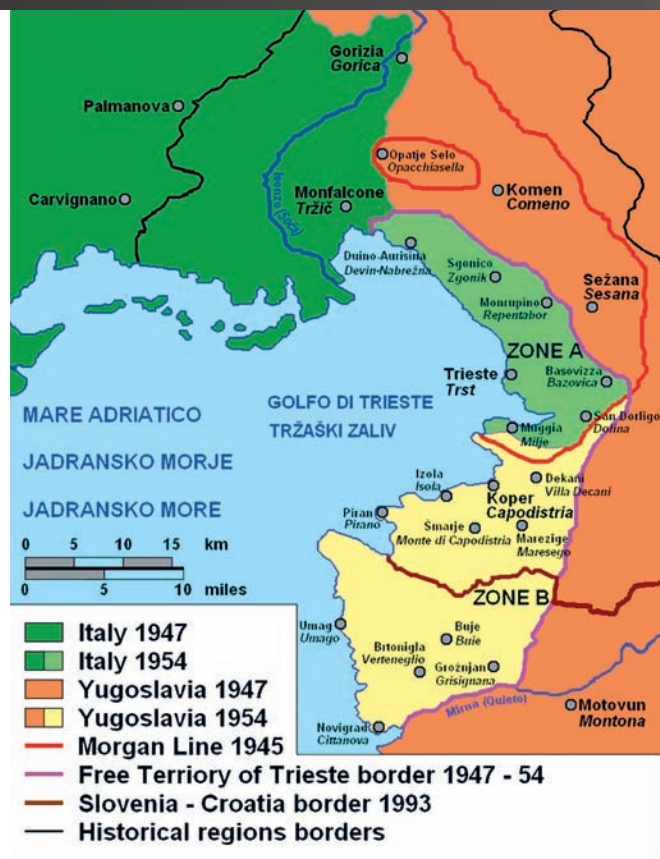 Gorizia
Gorica
Palmanova
Opatje Selo
Opacchiasella
Komen
Comeno
Carvignano
Monfalcone
Tržič
Isonzo (Soča)
Duino Aurisina
Devin-Nabrežna
Sgonico
Zgonik
Sežana
Sesana
Monrupino
Repentabor
ZONE A
Trieste
Trst
Basovizza
Bazovica
MARE ADRIATICO
JADRANSKO MORJE
JADRANSKO MORE
GOLFO DI TRIESTE
TRŽAŠKI ZALIV
San Dorligo
Dolina
Muggia
Milje
Izola
Isola
Dekani
Villa Decani
Koper
Capodistria
Piran
Pirano
Šmarje
Monte di Capodistria
Marezige
Maresego
0 5 10 15 km
0 5 10 miles
ZONE B
Umag
Umago
Buje
Buie
Brtonigla
Verteneglio
Grožnjan
Grisignana
Mirna (Quieto)
Motovun
Montona
Novigrad
Cittanova
Italy 1947
Italy 1954
Yugoslavia 1947
Yugoslavia 1954
Morgan Line 1945
Free Terriory of Trieste border 1947 - 54
Slovenia - Croatia border 1993
Historical regions borders